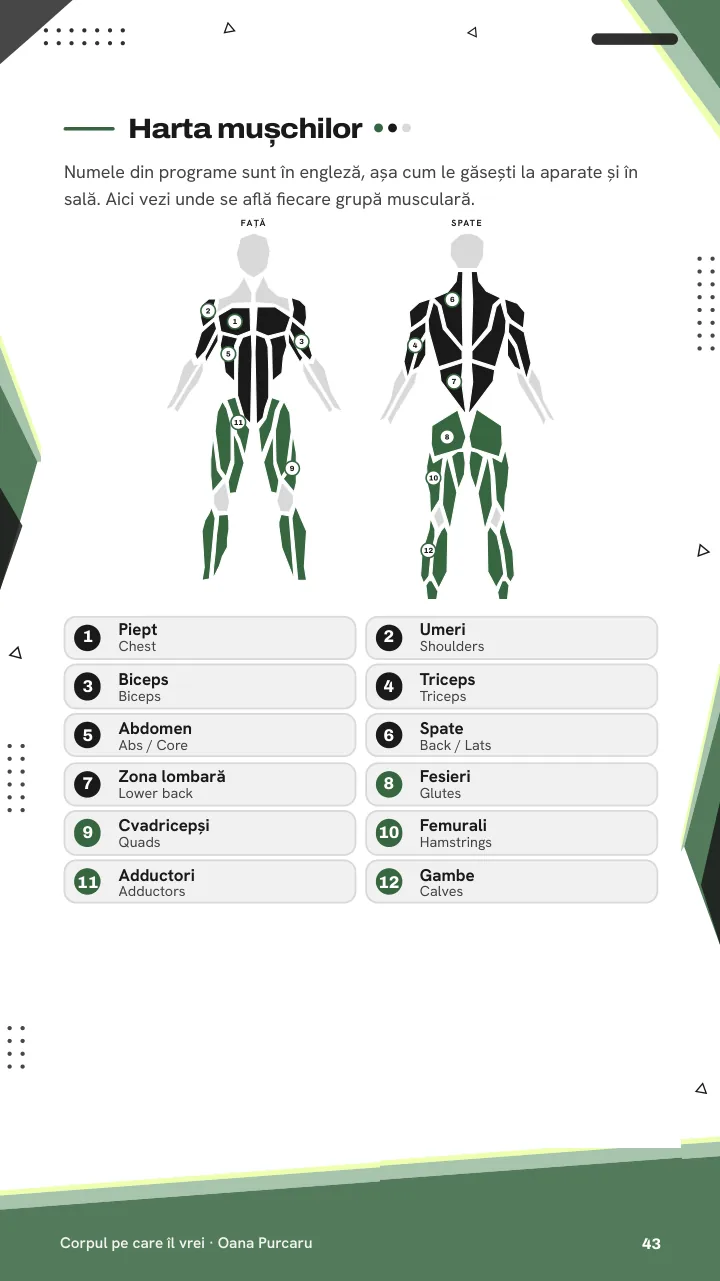 Harta mușchilor
Numele din programe sunt în engleză, așa cum le găsești la aparate și în
sală. Aici vezi unde se află fiecare grupă musculară.
FAȚĂ
SPATE
2
1
3
5
11
9
6
4
7
8
10
12
1 Piept
Chest
2 Umeri
Shoulders
3 Biceps
Biceps
4 Triceps
Triceps
5 Abdomen
Abs / Core
6 Spate
Back / Lats
7 Zona lombară
Lower back
8 Fesieri
Glutes
9 Cvadricepși
Quads
10 Femurali
Hamstrings
11 Adductori
Adductors
12 Gambe
Calves
Corpul pe care îl vrei · Oana Purcaru
43